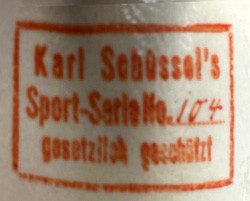 Karl Schüssel's
Sport-Serie No. 104
gesetzlich geschützt